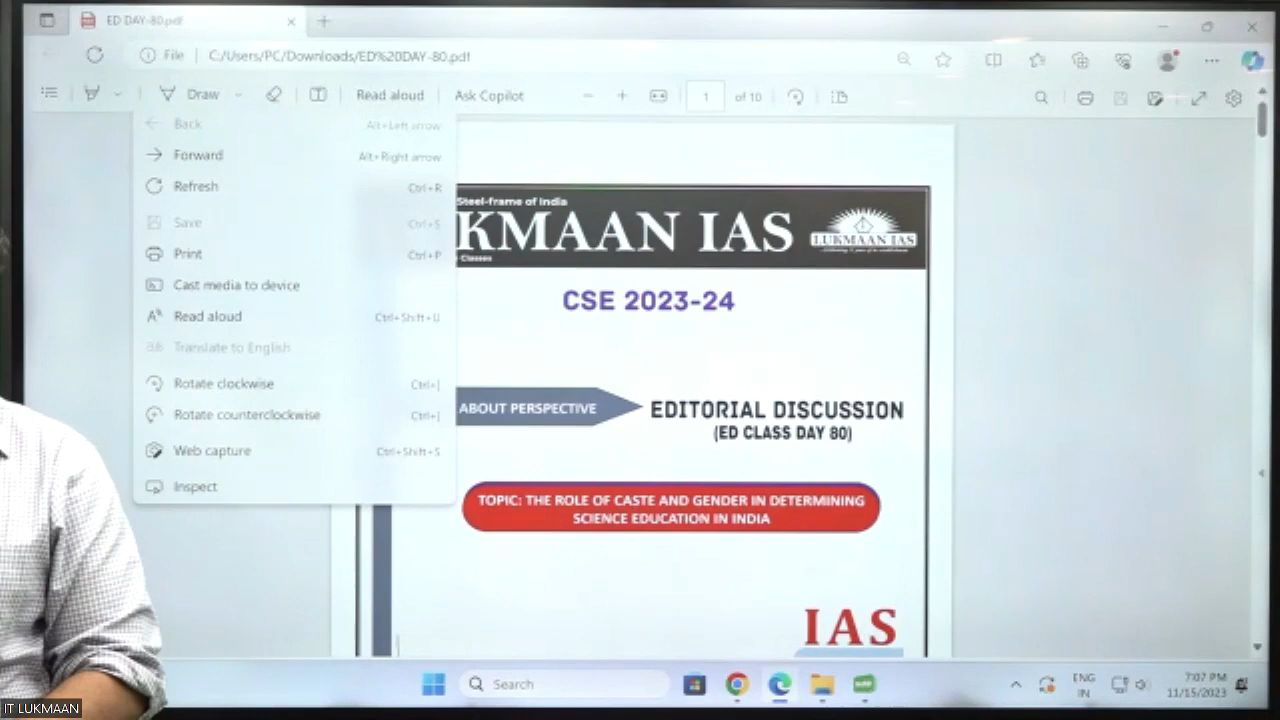 ED DAY-80.pdf
File C:/Users/PC/Downloads/ED%20DAY-80.pdf
Draw Read aloud Ask Copilot 1 of 10
Back Alt+Left arrow
Forward Alt+Right arrow
Refresh Ctrl+R
Save Ctrl+S
Print Ctrl+P
Cast media to device
Read aloud Ctrl+Shift+U
Translate to English
Rotate clockwise Ctrl+]
Rotate counterclockwise Ctrl+[
Web capture Ctrl+Shift+S
Inspect
Steel-frame of India
KMAAN IAS
LUKMAAN IAS
Classes
CSE 2023-24
ABOUT PERSPECTIVE
EDITORIAL DISCUSSION
(ED CLASS DAY 80)
TOPIC: THE ROLE OF CASTE AND GENDER IN DETERMINING
SCIENCE EDUCATION IN INDIA
IAS
Search
ENG
IN
7:07 PM
11/15/2023
IT LUKMAAN